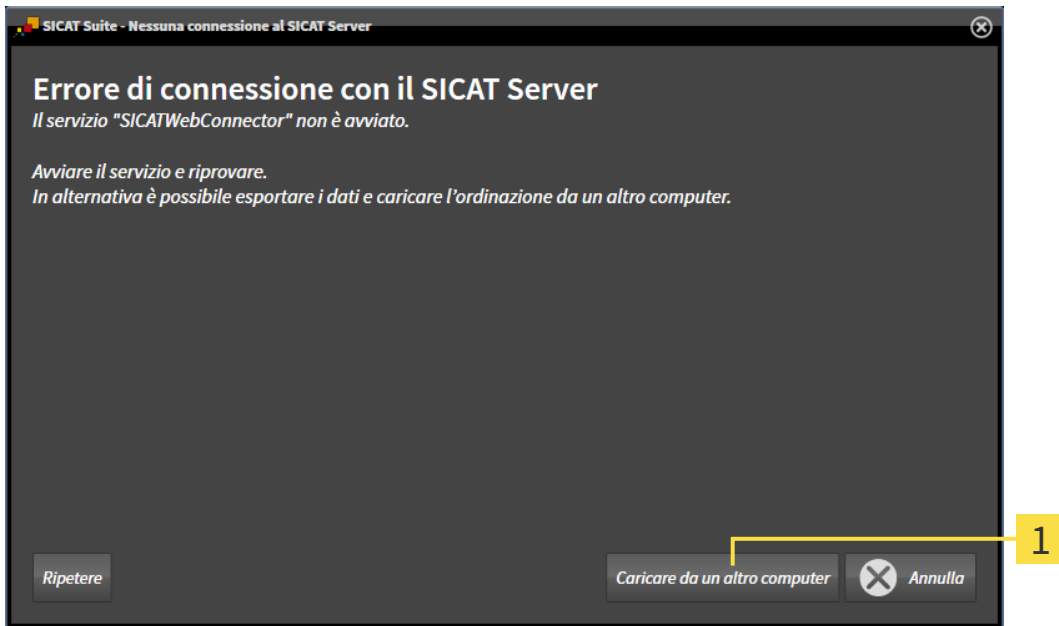 SICAT Suite - Nessuna connessione al SICAT Server
Errore di connessione con il SICAT Server
Il servizio "SICATWebConnector" non è avviato.
Avviare il servizio e riprovare.
In alternativa è possibile esportare i dati e caricare l'ordinazione da un altro computer.
1
Ripetere
Caricare da un altro computer
Annulla